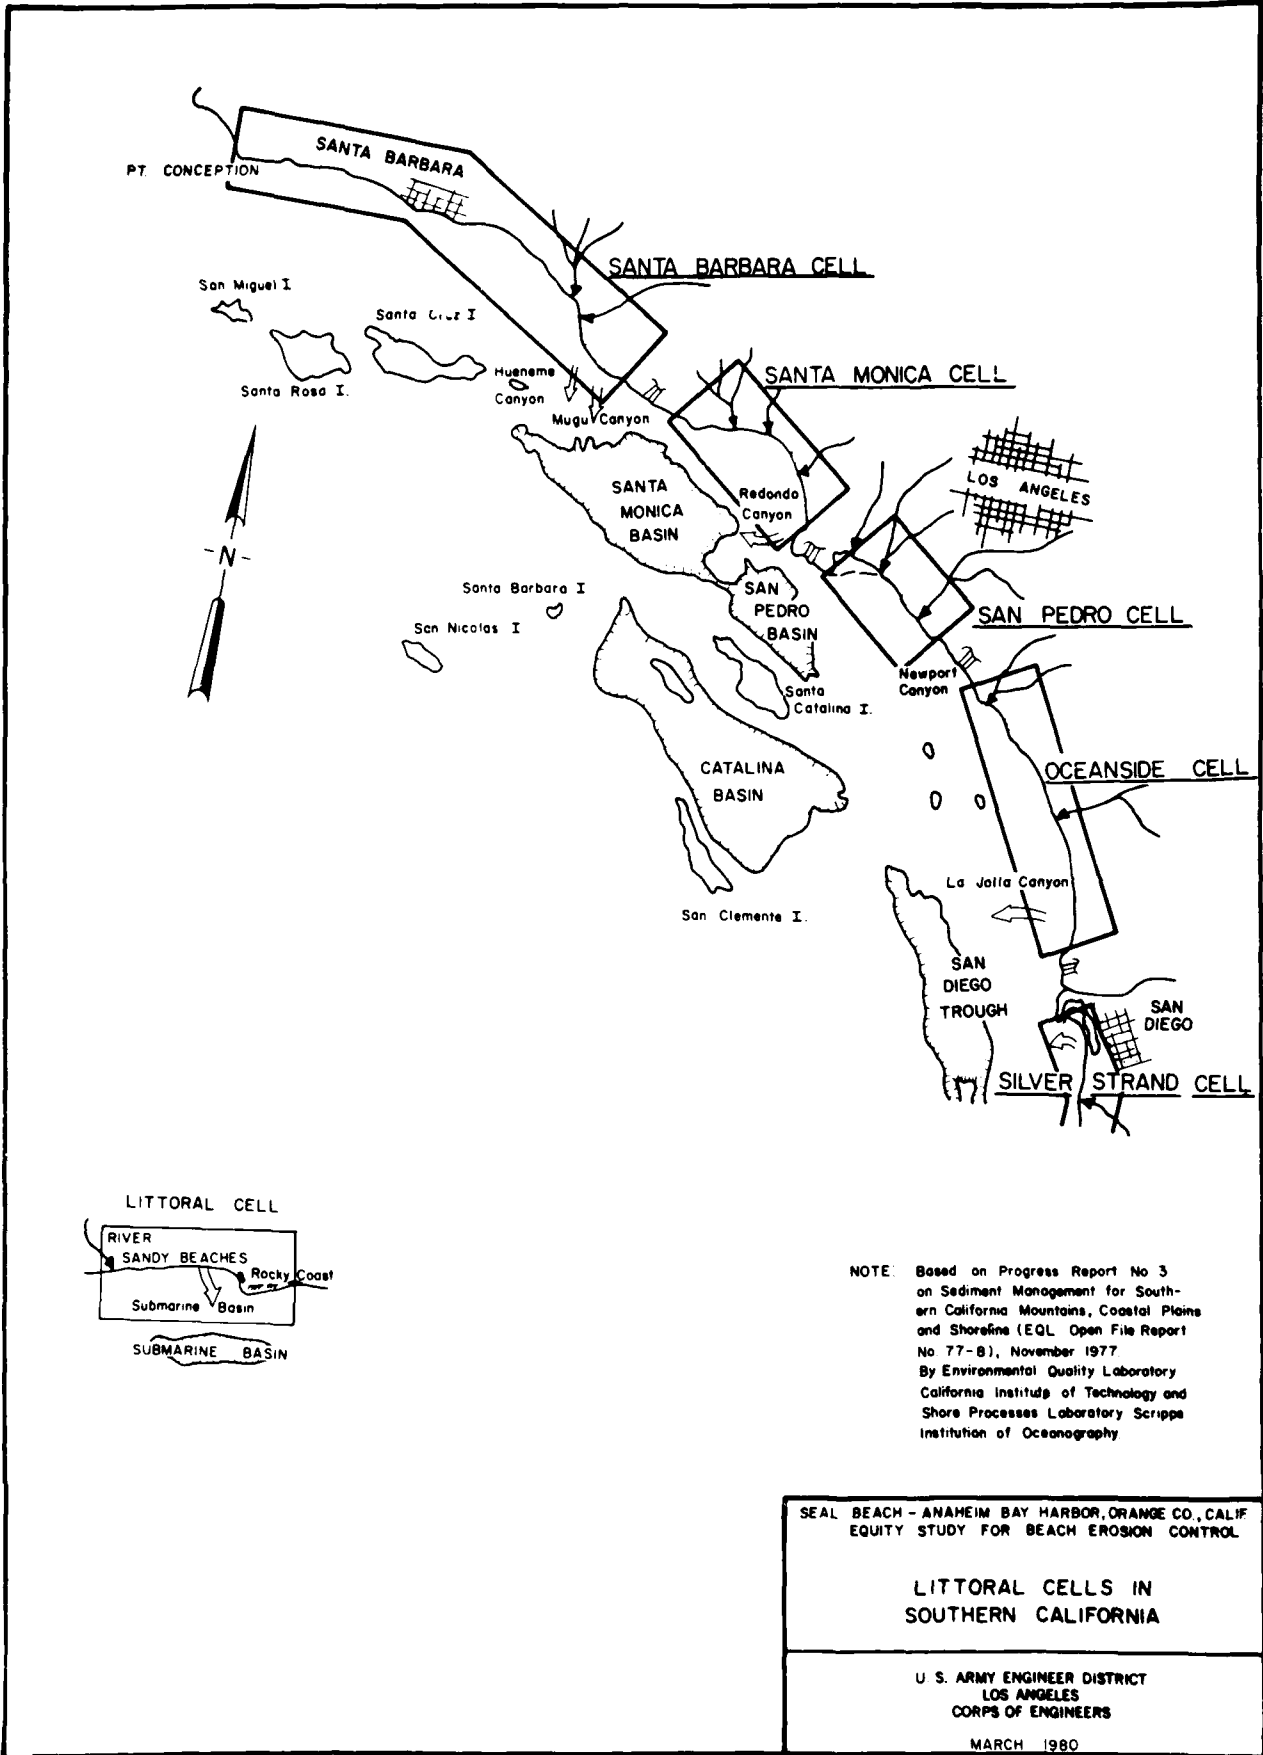 SANTA BARBARA
PT. CONCEPTION
SANTA BARBARA CELL
San Miguel I
Santa I
Santa Rosa I.
Hueneme
Canyon
Mugu Canyon
SANTA MONICA CELL
SANTA
MONICA
BASIN
Redondo
Canyon
LOS ANGELES
N
Santa Barbara I
San Nicolas I
SAN
PEDRO
BASIN
SAN PEDRO CELL
Newport
Canyon
Santa
Catalina I.
CATALINA
BASIN
OCEANSIDE CELL
La Jolla Canyon
San Clemente I.
SAN
DIEGO
TROUGH
SAN
DIEGO
SILVER STRAND CELL
LITTORAL CELL
RIVER
SANDY BEACHES
Rocky Coast
Submarine Basin
SUBMARINE BASIN
NOTE: Based on Progress Report No 3
on Sediment Management for South-
ern California Mountains, Coastal Plains
and Shoreline (EQL Open File Report
No 77-8), November 1977
By Environmental Quality Laboratory
California Institute of Technology and
Shore Processes Laboratory Scripps
Institution of Oceanography
SEAL BEACH - ANAHEIM BAY HARBOR, ORANGE CO., CALIF
EQUITY STUDY FOR BEACH EROSION CONTROL
LITTORAL CELLS IN
SOUTHERN CALIFORNIA
U. S. ARMY ENGINEER DISTRICT
LOS ANGELES
CORPS OF ENGINEERS
MARCH 1980